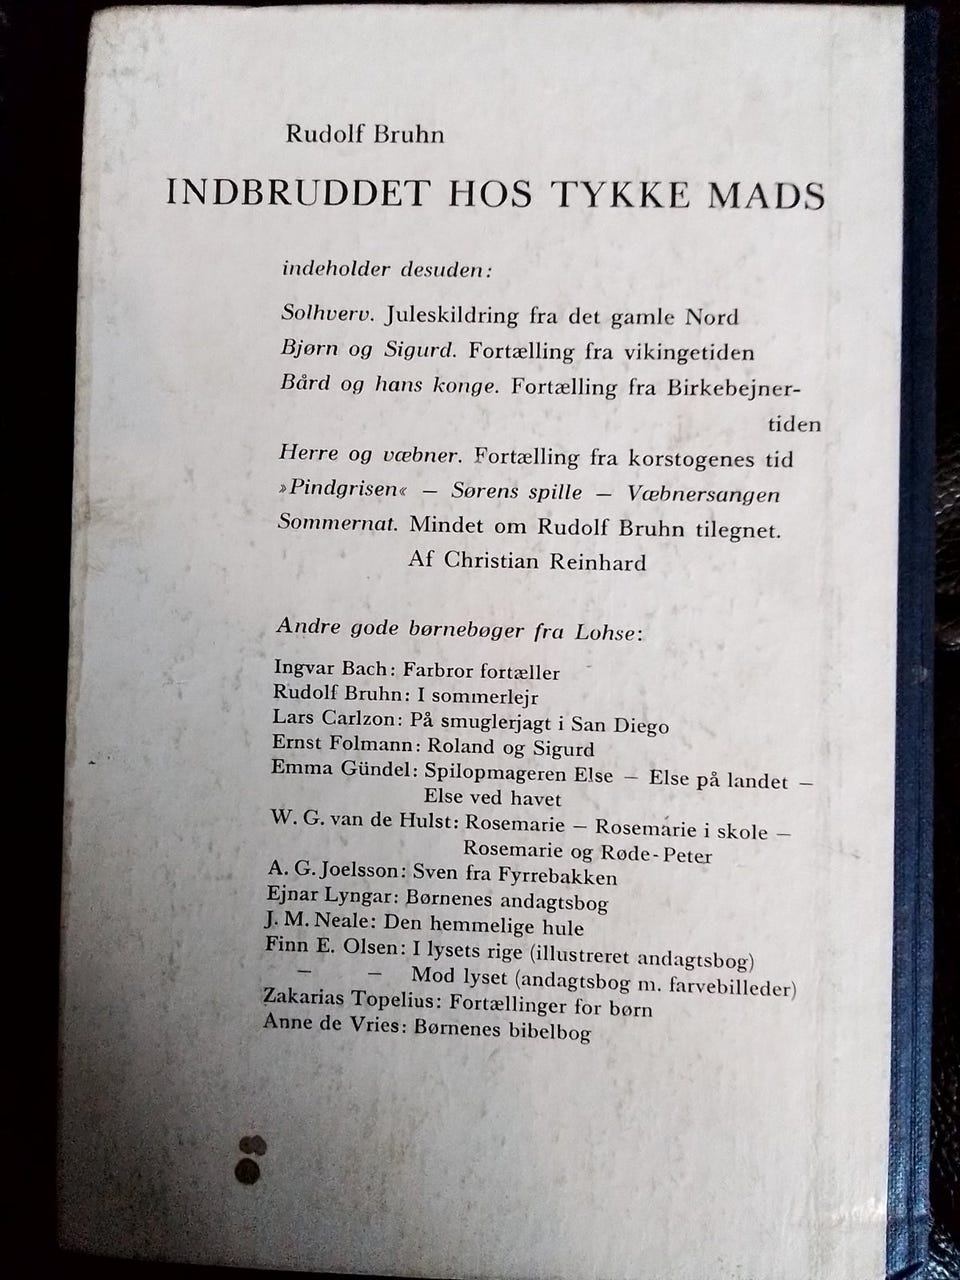 Rudolf Bruhn
INDBRUDDET HOS TYKKE MADS
indeholder desuden:
Solhverv. Juleskildring fra det gamle Nord
Bjørn og Sigurd. Fortælling fra vikingetiden
Bård og hans konge. Fortælling fra Birkebejner-
tiden
Herre og væbner. Fortælling fra korstogenes tid
»Pindgrisen« — Sørens spille — Væbnersangen
Sommernat. Mindet om Rudolf Bruhn tilegnet.
Af Christian Reinhard
Andre gode børnebøger fra Lohse:
Ingvar Bach: Farbror fortæller
Rudolf Bruhn: I sommerlejr
Lars Carlzon: På smuglerjagt i San Diego
Ernst Folmann: Roland og Sigurd
Emma Gündel: Spilopmageren Else — Else på landet —
Else ved havet
W. G. van de Hulst: Rosemarie — Rosemarie i skole —
Rosemarie og Røde-Peter
A. G. Joelsson: Sven fra Fyrrebakken
Ejnar Lyngar: Børnenes andagtsbog
J. M. Neale: Den hemmelige hule
Finn E. Olsen: I lysets rige (illustreret andagtsbog)
— — Mod lyset (andagtsbog m. farvebilleder)
Zakarias Topelius: Fortællinger for børn
Anne de Vries: Børnenes bibelbog